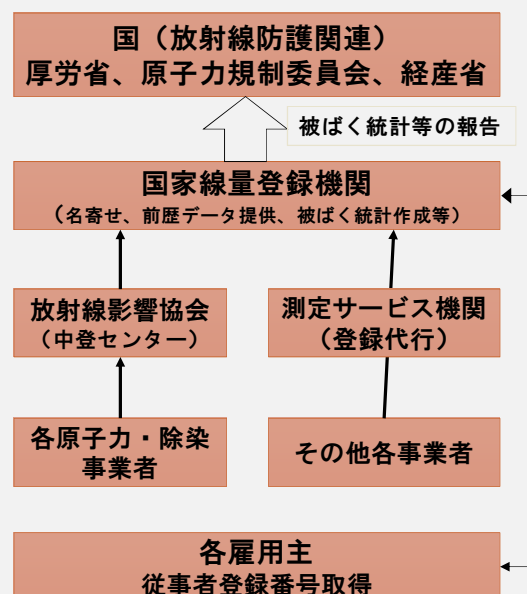 国（放射線防護関連）
厚労省、原子力規制委員会、経産省
被ばく統計等の報告
国家線量登録機関
（名寄せ、前歴データ提供、被ばく統計作成等）
放射線影響協会
（中登センター）
測定サービス機関
（登録代行）
各原子力・除染
事業者
その他各事業者
各雇用主
従事者登録番号取得